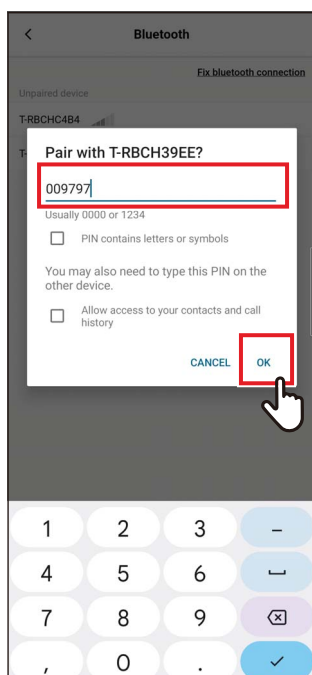 Bluetooth
Fix bluetooth connection
Unpaired device
T-RBCHC4B4
T-
Pair with T-RBCH39EE?
009797
Usually 0000 or 1234
PIN contains letters or symbols
You may also need to type this PIN on the
other device.
Allow access to your contacts and call
history
CANCEL OK
1 2 3 –
4 5 6
7 8 9
, 0 .